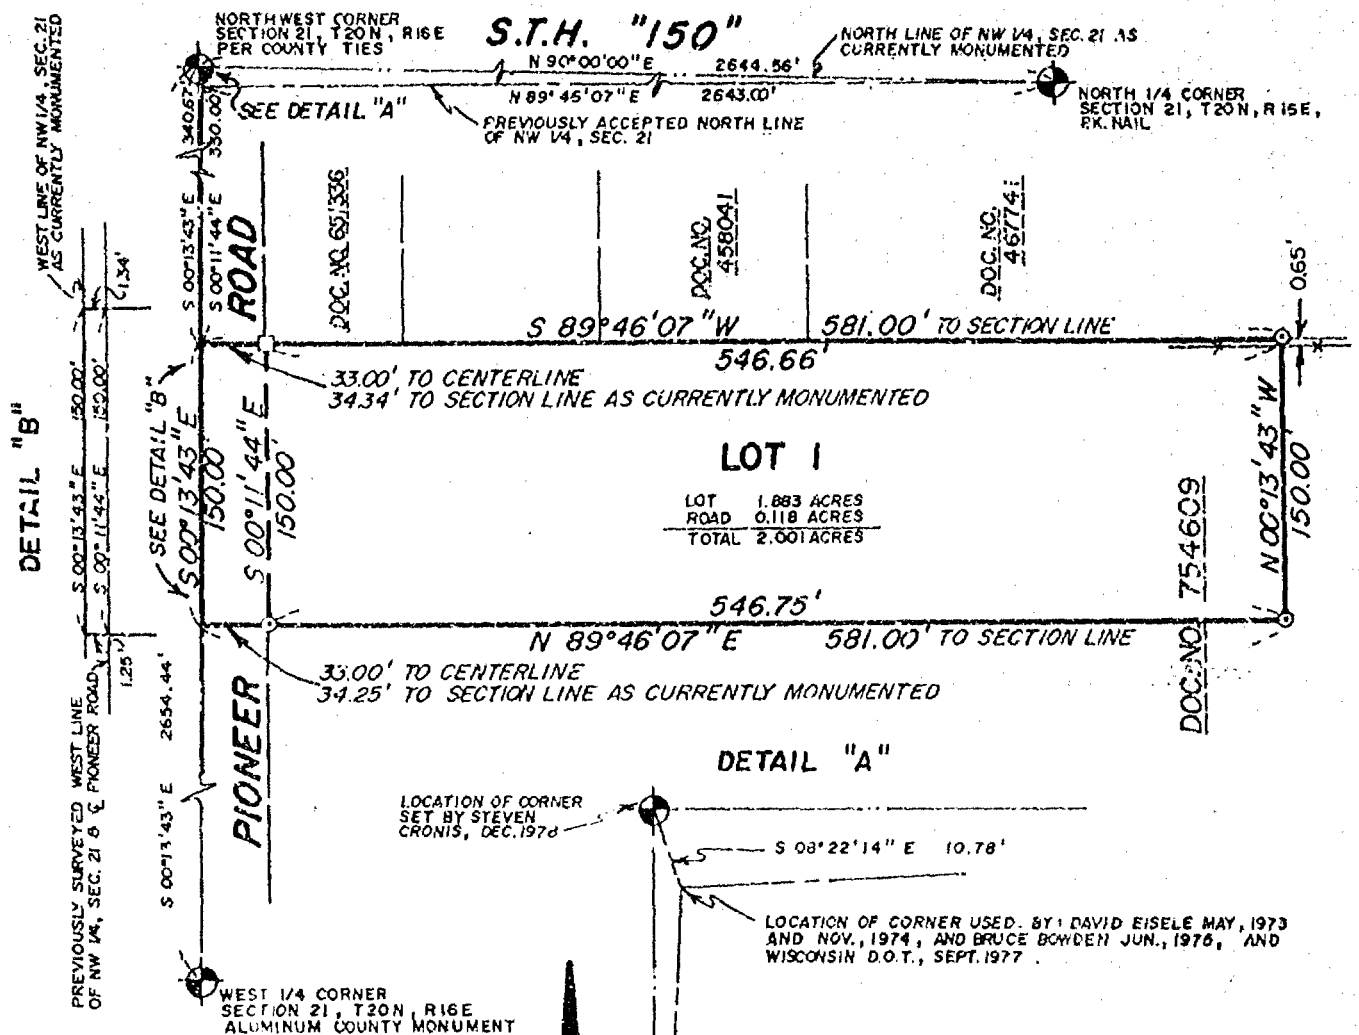 S.T.H. "150"
NORTHWEST CORNER
SECTION 21, T20N, R16E
PER COUNTY TIES
N 90°00'00"E 2644.56'
NORTH LINE OF NW 1/4, SEC. 21 AS
CURRENTLY MONUMENTED
WEST LINE OF NW 1/4, SEC. 21
AS CURRENTLY MONUMENTED
SEE DETAIL "A"
N 89°45'07"E 2643.00'
PREVIOUSLY ACCEPTED NORTH LINE
OF NW 1/4, SEC. 21
NORTH 1/4 CORNER
SECTION 21, T20N, R15E,
P.K. NAIL
340.67'
330.00'
S 00°13'43"E
S 00°11'44"E
ROAD
DOC. NO. 651336
DOC. NO.
458041
DOC. NO.
467741
0.65'
1.34'
S 89°46'07"W 581.00' TO SECTION LINE
546.66'
33.00' TO CENTERLINE
34.34' TO SECTION LINE AS CURRENTLY MONUMENTED
DETAIL "B"
S 00°13'43"E 150.00'
S 00°11'44"E 150.00'
SEE DETAIL "B"
S 00°13'43"E
150.00'
S 00°11'44"E
150.00'
LOT 1
LOT 1.883 ACRES
ROAD 0.118 ACRES
TOTAL 2.001 ACRES
N 00°13'43"W
150.00'
DOC. NO. 754609
546.75'
N 89°46'07"E 581.00' TO SECTION LINE
33.00' TO CENTERLINE
34.25' TO SECTION LINE AS CURRENTLY MONUMENTED
1.25'
PREVIOUSLY SURVEYED WEST LINE
OF NW 1/4, SEC. 21 & ℄ PIONEER ROAD
S 00°13'43"E 2654.44'
PIONEER
DETAIL "A"
LOCATION OF CORNER
SET BY STEVEN
CRONIS, DEC. 1978
S 08°22'14" E 10.78'
LOCATION OF CORNER USED BY: DAVID EISELE MAY, 1973
AND NOV., 1974, AND BRUCE BOWDEN JUN., 1976, AND
WISCONSIN D.O.T., SEPT. 1977.
WEST 1/4 CORNER
SECTION 21, T20N, R16E
ALUMINUM COUNTY MONUMENT